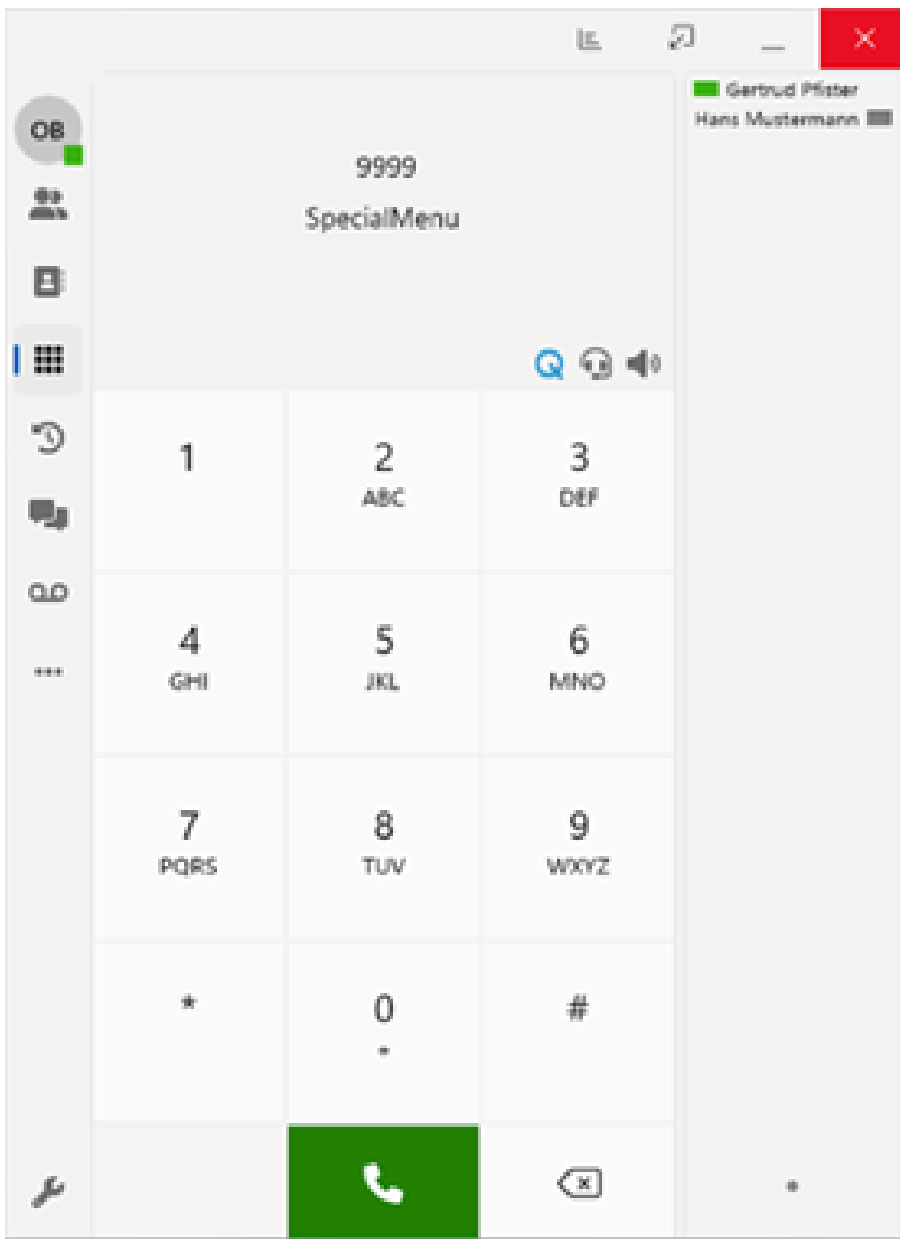 Gertrud Pfister
OB
Hans Mustermann
9999
SpecialMenu
1
2
3
ABC
DEF
4
5
6
GHI
JKL
MNO
7
8
9
PQRS
TUV
WXYZ
*
0
#